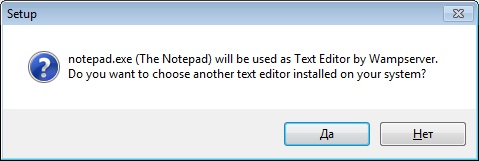 Setup
notepad.exe (The Notepad) will be used as Text Editor by Wampserver.
Do you want to choose another text editor installed on your system?
Да
Нет